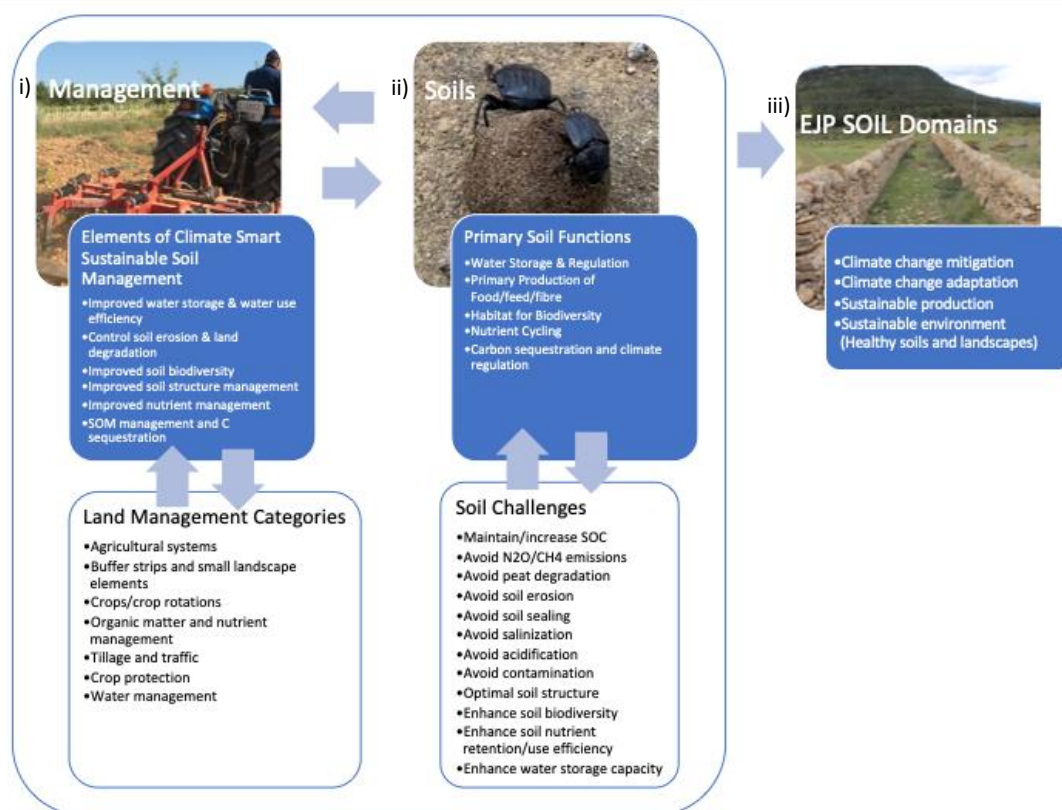 i) Management
Elements of Climate Smart
Sustainable Soil
Management
•Improved water storage & water use
efficiency
•Control soil erosion & land
degradation
•Improved soil biodiversity
•Improved soil structure management
•Improved nutrient management
•SOM management and C
sequestration
Land Management Categories
•Agricultural systems
•Buffer strips and small landscape
elements
•Crops/crop rotations
•Organic matter and nutrient
management
•Tillage and traffic
•Crop protection
•Water management
ii) Soils
Primary Soil Functions
•Water Storage & Regulation
•Primary Production of
Food/feed/fibre
•Habitat for Biodiversity
•Nutrient Cycling
•Carbon sequestration and climate
regulation
Soil Challenges
•Maintain/increase SOC
•Avoid N2O/CH4 emissions
•Avoid peat degradation
•Avoid soil erosion
•Avoid soil sealing
•Avoid salinization
•Avoid acidification
•Avoid contamination
•Optimal soil structure
•Enhance soil biodiversity
•Enhance soil nutrient
retention/use efficiency
•Enhance water storage capacity
iii)
EJP SOIL Domains
•Climate change mitigation
•Climate change adaptation
•Sustainable production
•Sustainable environment
(Healthy soils and landscapes)